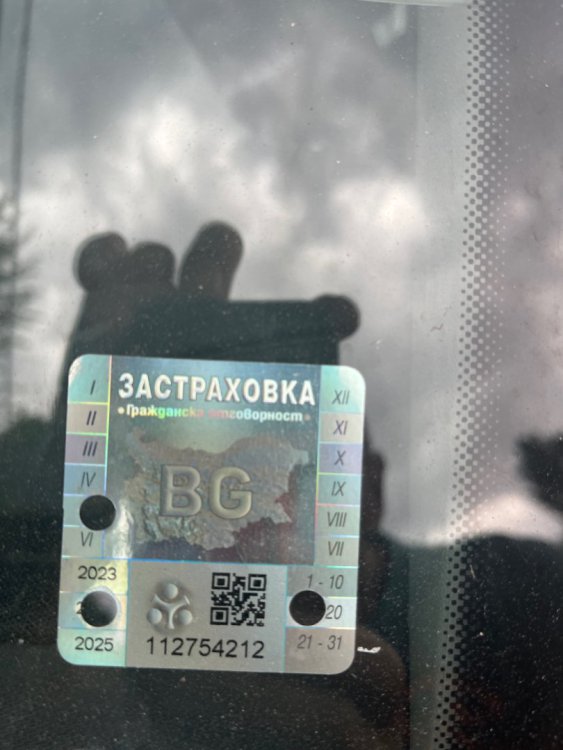 ЗАСТРАХОВКА
•Гражданска отговорност•
I
II
III
IV
VI
XII
XI
X
IX
VIII
VII
BG
2023
2025
1 - 10
20
21 - 31
112754212